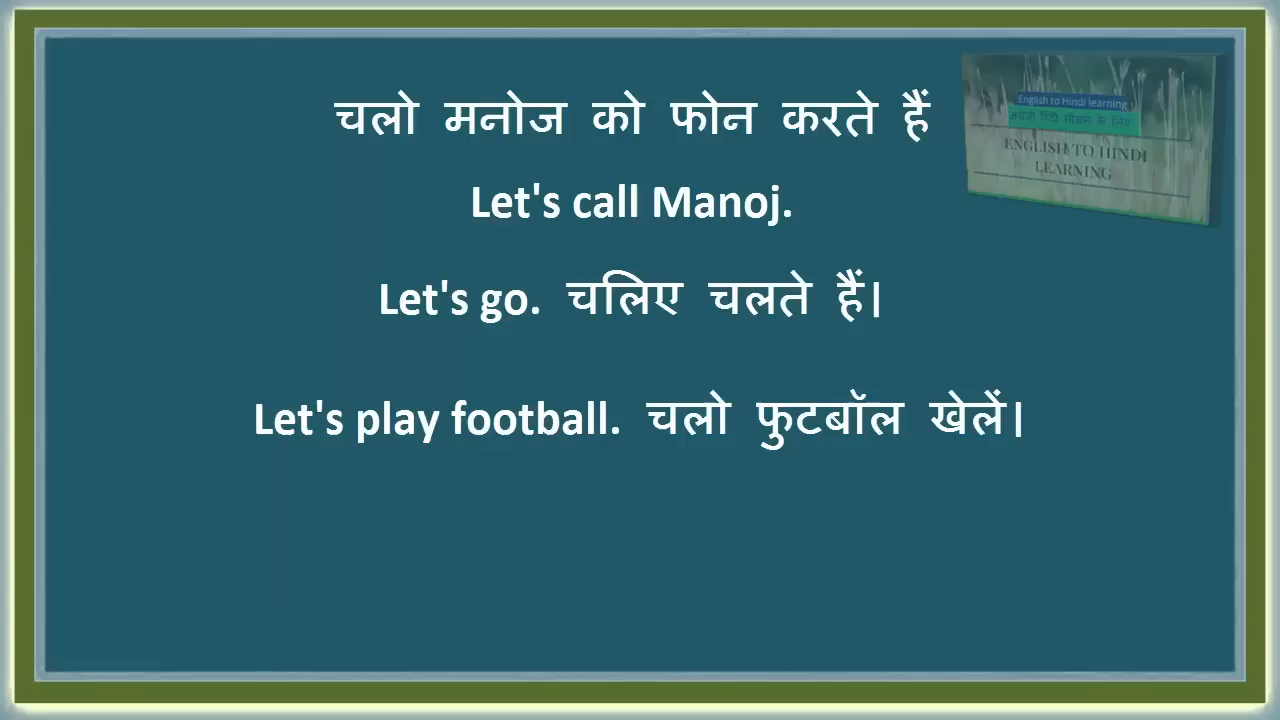 चलो मनोज को फोन करते हैं
Let's call Manoj.
Let's go. चलिए चलते हैं।
Let's play football. चलो फुटबॉल खेलें।
English to Hindi learning
ENGLISH TO HINDI
LEARNING